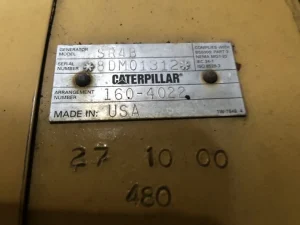 GENERATOR
MODEL SR4B
SERIAL
NUMBER ✲8DM01312✲
CATERPILLAR
ARRANGEMENT
NUMBER 160-4022
MADE IN: USA
27 10 00
480